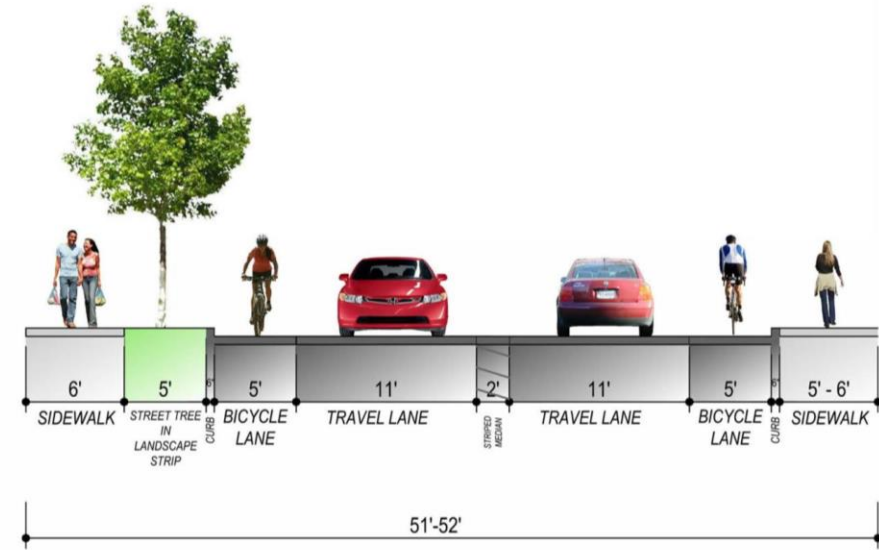 6'
5'
6"
5'
11'
2'
11'
5'
6"
5' - 6'
SIDEWALK
STREET TREE
IN
LANDSCAPE
STRIP
CURB
BICYCLE
LANE
TRAVEL LANE
STRIPED
MEDIAN
TRAVEL LANE
BICYCLE
LANE
CURB
SIDEWALK
51'-52'